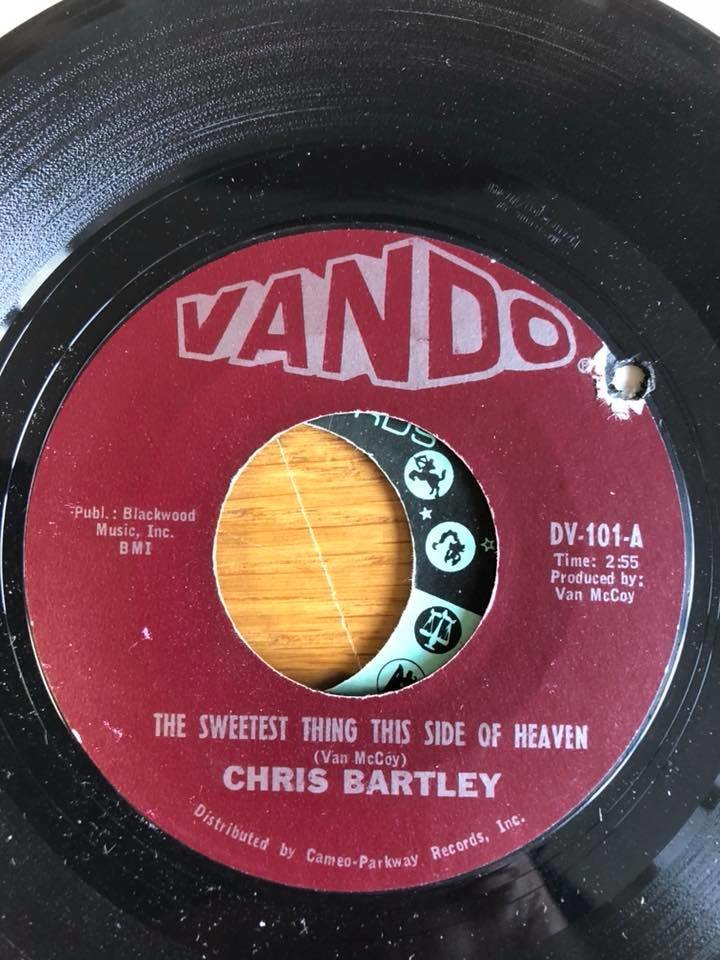 VANDO®
Publ.: Blackwood
Music, Inc.
BMI
DV-101-A
Time: 2:55
Produced by:
Van McCoy
THE SWEETEST THING THIS SIDE OF HEAVEN
(Van McCoy)
CHRIS BARTLEY
Distributed by Cameo-Parkway Records, Inc.